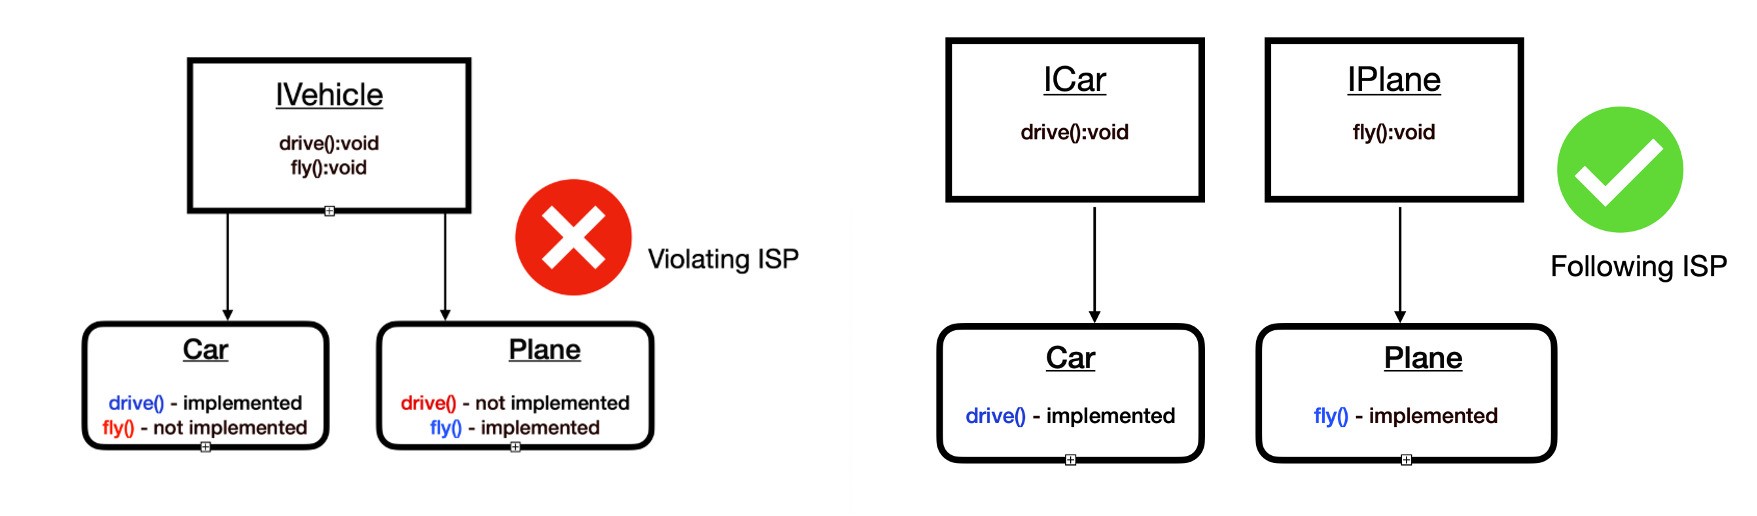 IVehicle
drive():void
fly():void
Violating ISP
Car
drive() - implemented
fly() - not implemented
Plane
drive() - not implemented
fly() - implemented
ICar
drive():void
IPlane
fly():void
Following ISP
Car
drive() - implemented
Plane
fly() - implemented